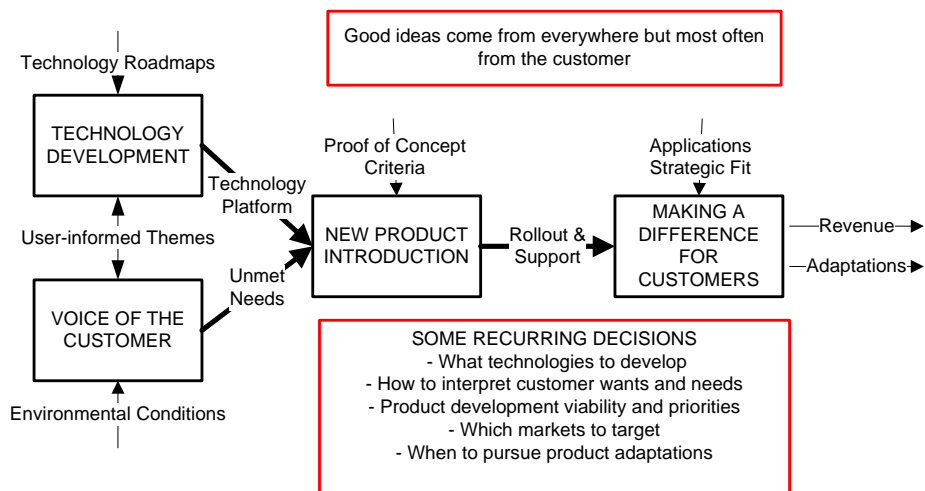 Good ideas come from everywhere but most often
from the customer
Technology Roadmaps
TECHNOLOGY
DEVELOPMENT
Technology
Platform
User-informed Themes
Unmet
Needs
VOICE OF THE
CUSTOMER
Environmental Conditions
Proof of Concept
Criteria
NEW PRODUCT
INTRODUCTION
Rollout &
Support
Applications
Strategic Fit
MAKING A
DIFFERENCE
FOR
CUSTOMERS
Revenue
Adaptations
SOME RECURRING DECISIONS
- What technologies to develop
- How to interpret customer wants and needs
- Product development viability and priorities
- Which markets to target
- When to pursue product adaptations